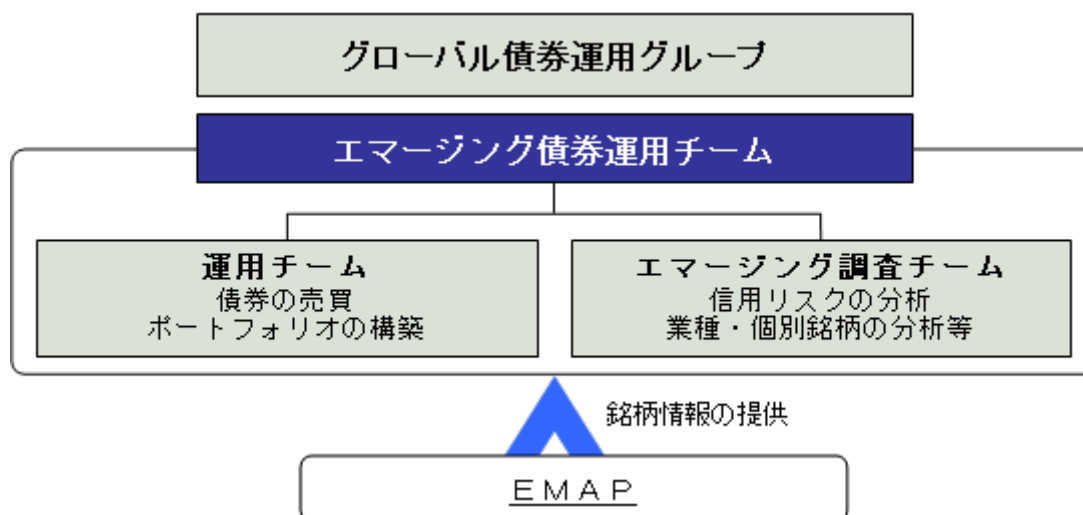 グローバル債券運用グループ
エマージング債券運用チーム
運用チーム
債券の売買
ポートフォリオの構築
エマージング調査チーム
信用リスクの分析
業種・個別銘柄の分析等
銘柄情報の提供
ＥＭＡＰ